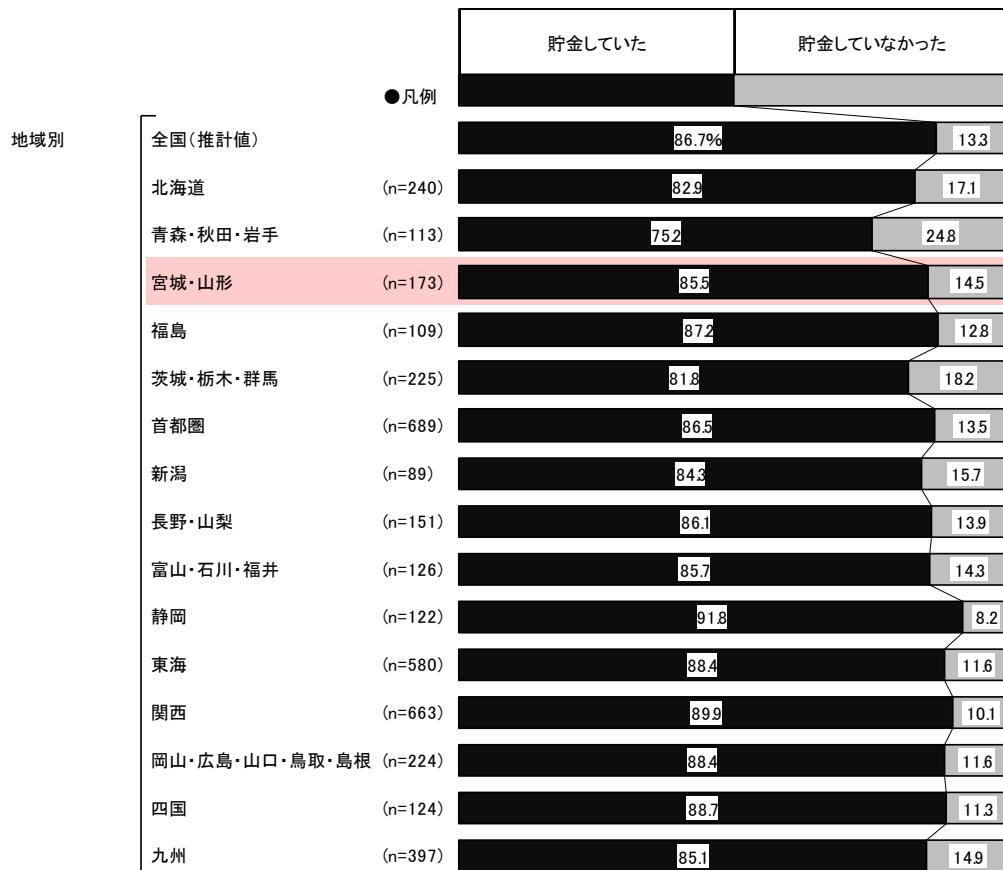 貯金していた 貯金していなかった
●凡例
地域別 全国（推計値） 86.7% 13.3
北海道 (n=240) 82.9 17.1
青森・秋田・岩手 (n=113) 75.2 24.8
宮城・山形 (n=173) 85.5 14.5
福島 (n=109) 87.2 12.8
茨城・栃木・群馬 (n=225) 81.8 18.2
首都圏 (n=689) 86.5 13.5
新潟 (n=89) 84.3 15.7
長野・山梨 (n=151) 86.1 13.9
富山・石川・福井 (n=126) 85.7 14.3
静岡 (n=122) 91.8 8.2
東海 (n=580) 88.4 11.6
関西 (n=663) 89.9 10.1
岡山・広島・山口・鳥取・島根 (n=224) 88.4 11.6
四国 (n=124) 88.7 11.3
九州 (n=397) 85.1 14.9